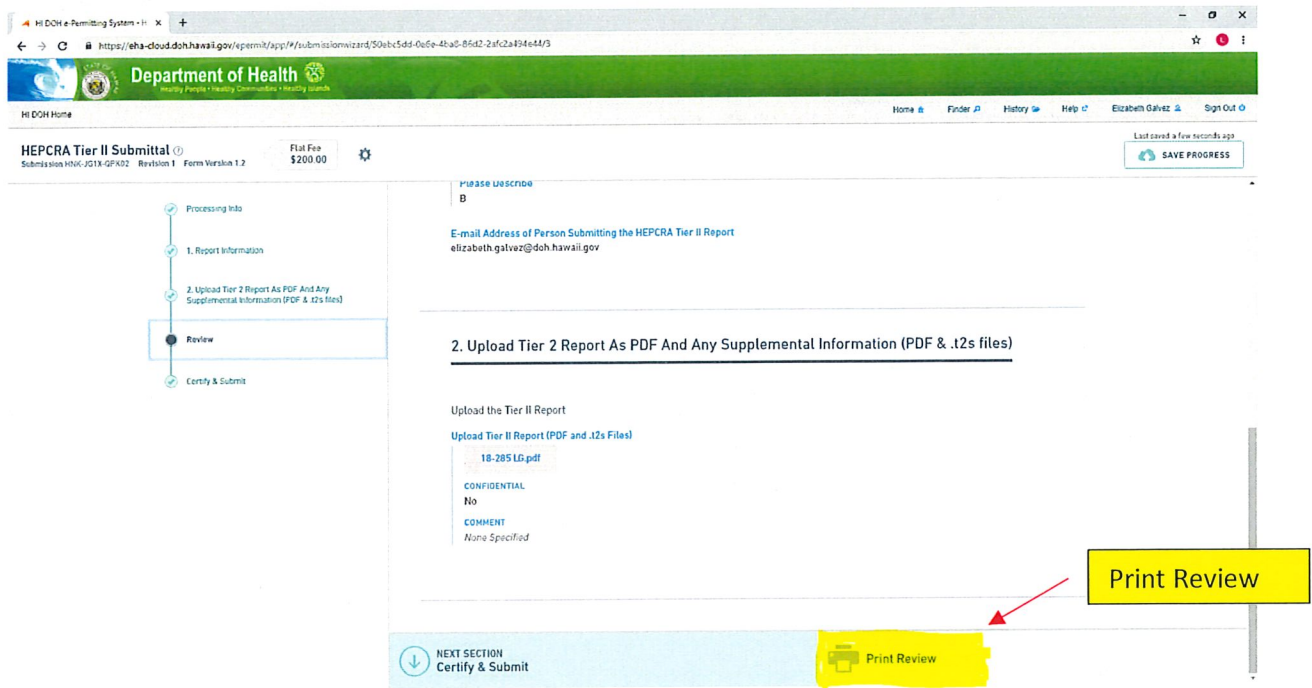 HI DOH e-Permitting System - H × +
https://eha-cloud.doh.hawaii.gov/epermit/app/#/submissionwizard/50ebc5dd-0e6e-4ba8-86d2-2afc2a494e44/3
Department of Health
Healthy People • Healthy Communities • Healthy Islands
HI DOH Home
Home Finder History Help Elizabeth Galvez Sign Out
HEPCRA Tier II Submittal
Submission HNK-JG1X-QPK02 Revision 1 Form Version 1.2
Flat Fee
$200.00
Last saved a few seconds ago
SAVE PROGRESS
Processing Info
1. Report Information
2. Upload Tier 2 Report As PDF And Any
Supplemental Information (PDF & .t2s files)
Review
Certify & Submit
Please Describe
B
E-mail Address of Person Submitting the HEPCRA Tier II Report
elizabeth.galvez@doh.hawaii.gov
2. Upload Tier 2 Report As PDF And Any Supplemental Information (PDF & .t2s files)
Upload the Tier II Report
Upload Tier II Report (PDF and .t2s Files)
18-285 LG.pdf
CONFIDENTIAL
No
COMMENT
None Specified
Print Review
NEXT SECTION
Certify & Submit
Print Review